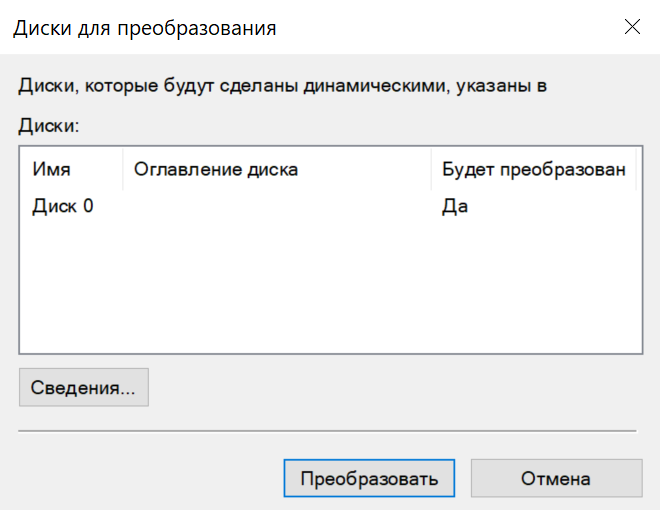 Диски для преобразования
Диски, которые будут сделаны динамическими, указаны в
Диски:
Имя Оглавление диска Будет преобразован
Диск 0 Да
Сведения...
Преобразовать Отмена